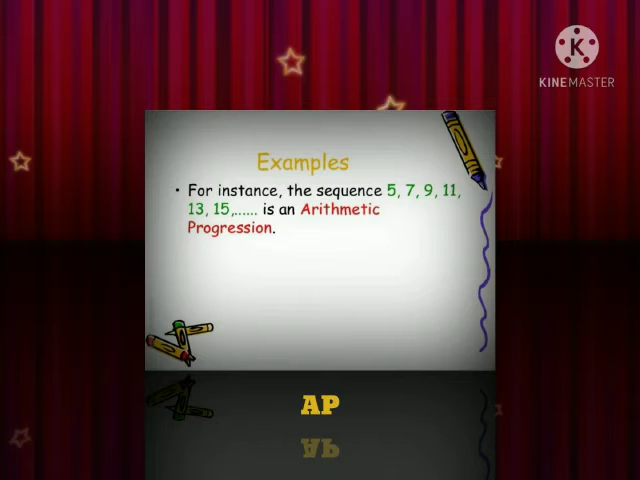 KINEMASTER
Examples
• For instance, the sequence 5, 7, 9, 11,
13, 15,...... is an Arithmetic
Progression.
AP